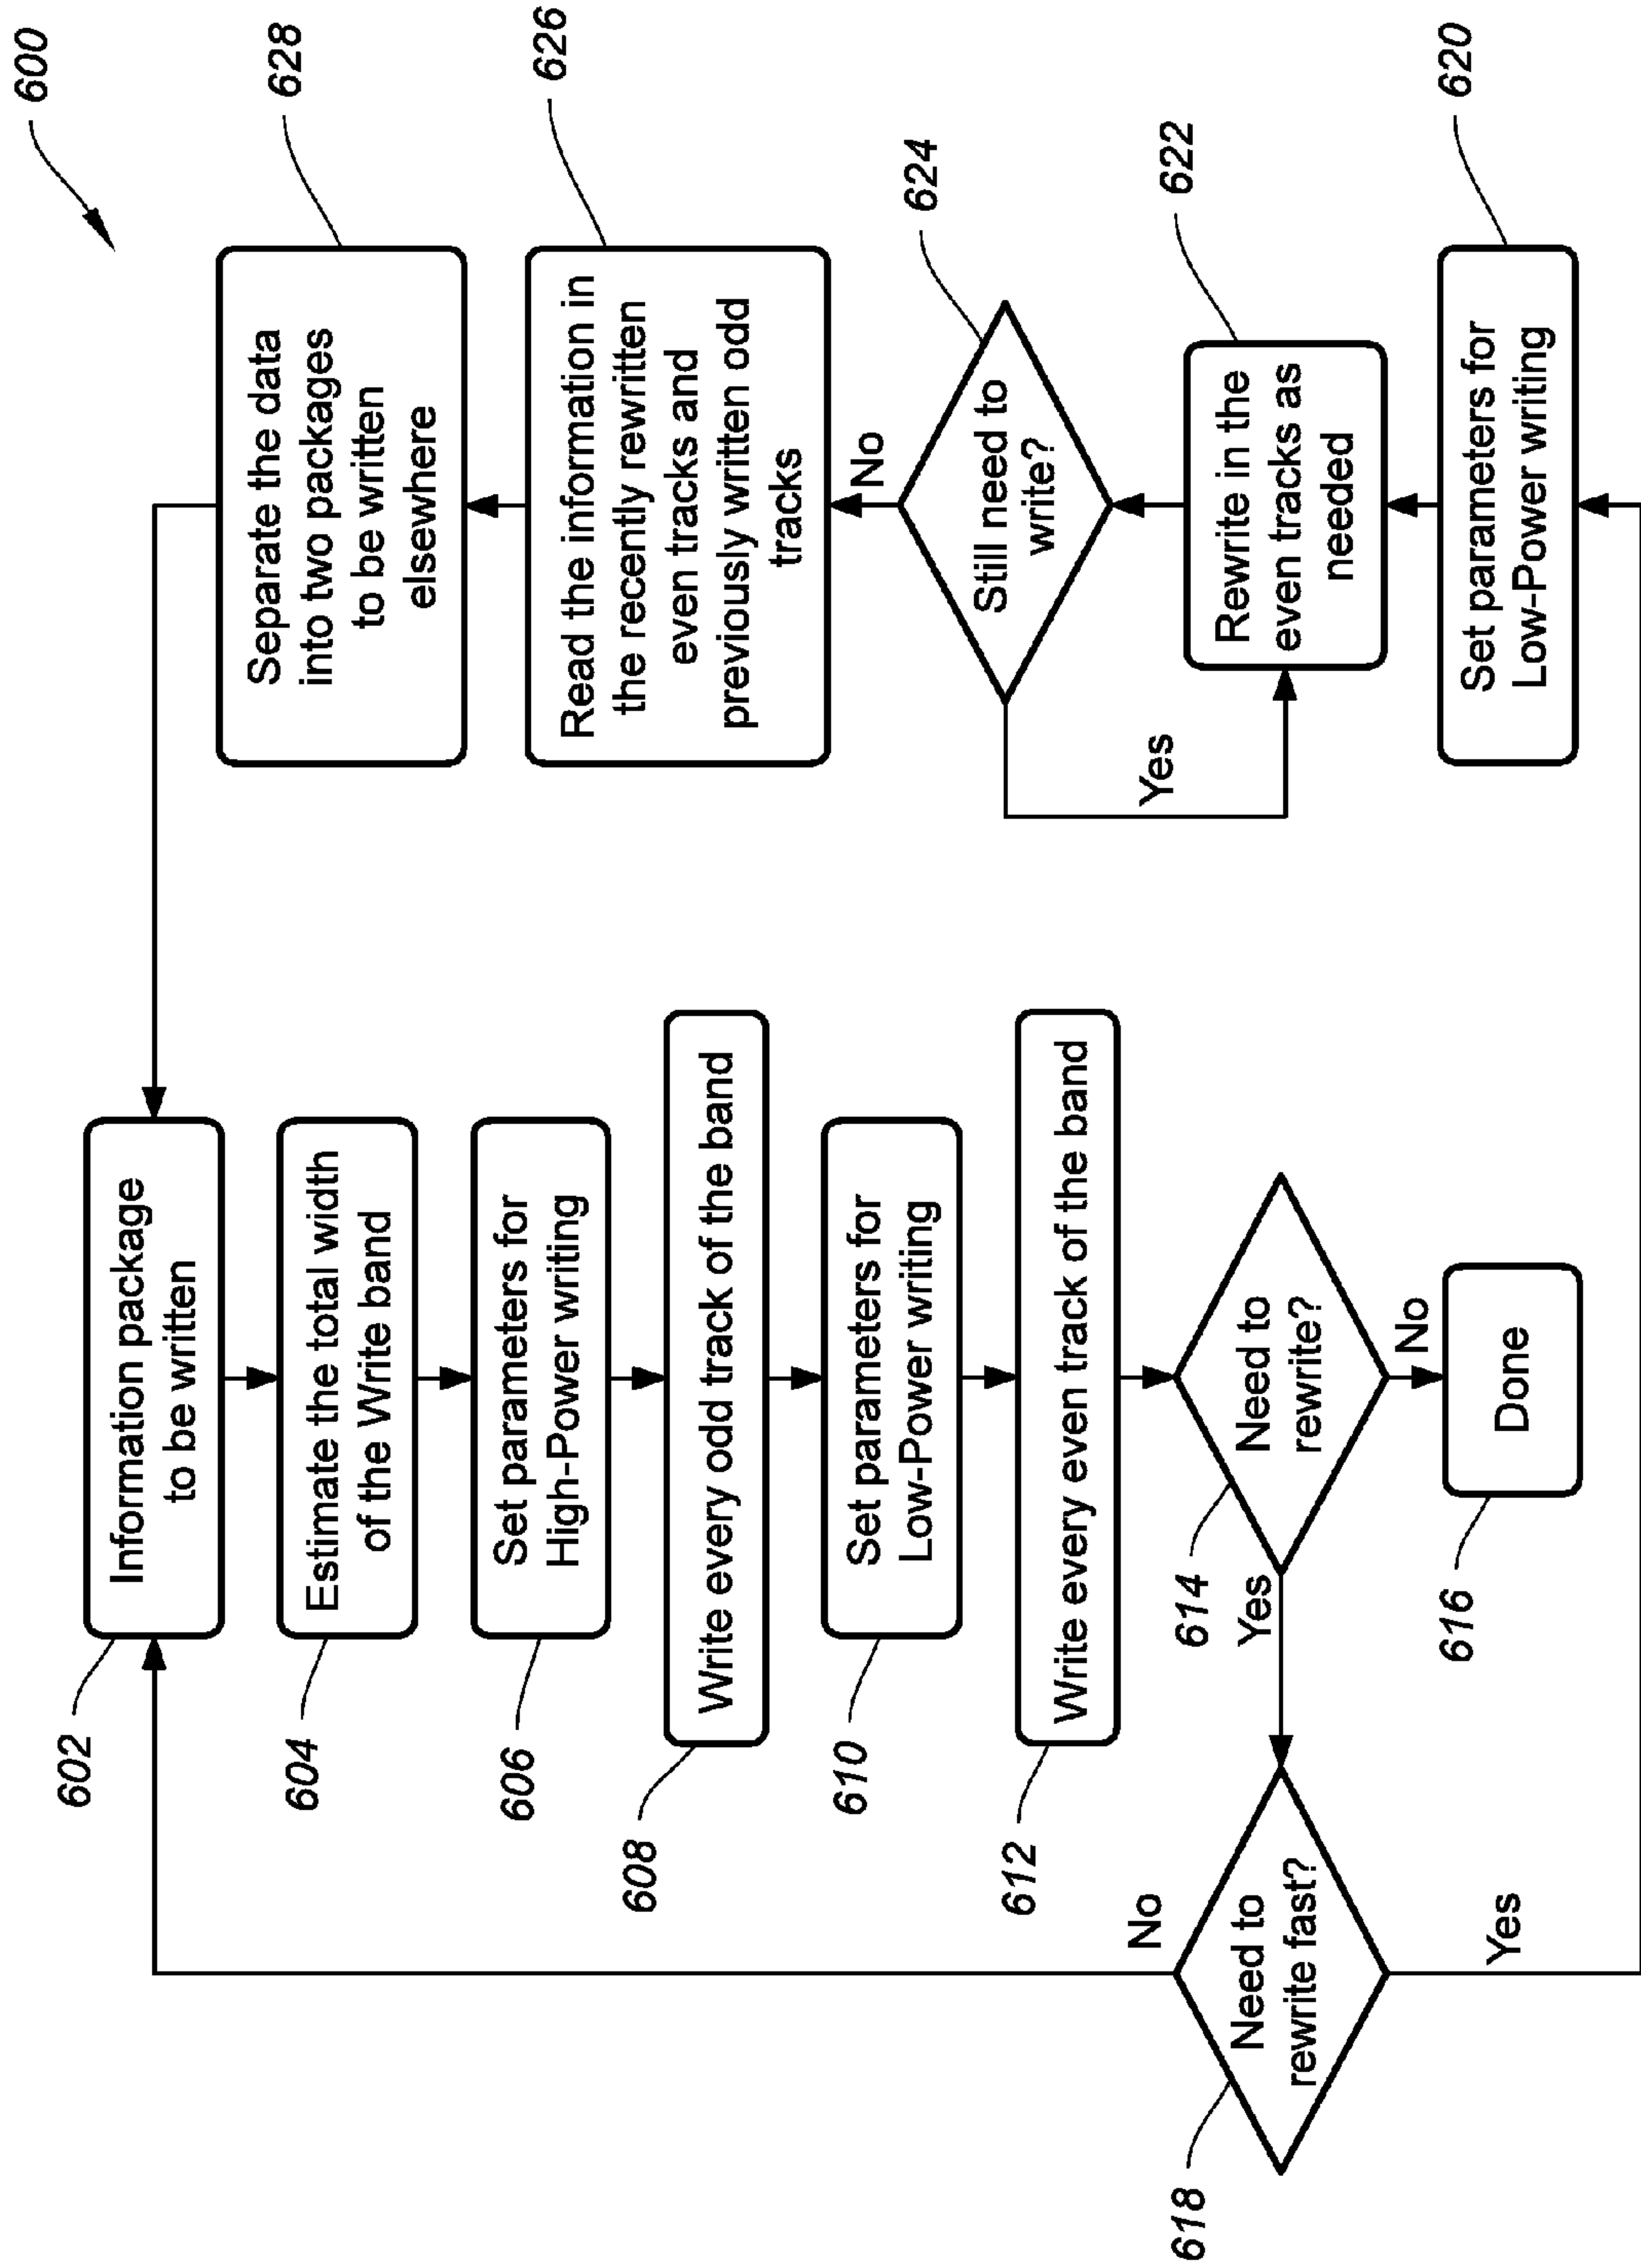 600
602
Information package
to be written
604
Estimate the total width
of the Write band
606
Set parameters for
High-Power writing
608
Write every odd track of the band
610
Set parameters for
Low-Power writing
612
Write every even track of the band
614
Need to
rewrite?
Yes
No
616
Done
618
Need to
rewrite fast?
No
Yes
628
Separate the data
into two packages
to be written
elsewhere
626
Read the information in
the recently rewritten
even tracks and
previously written odd
tracks
No
624
Still need to
write?
Yes
622
Rewrite in the
even tracks as
needed
620
Set parameters for
Low-Power writing